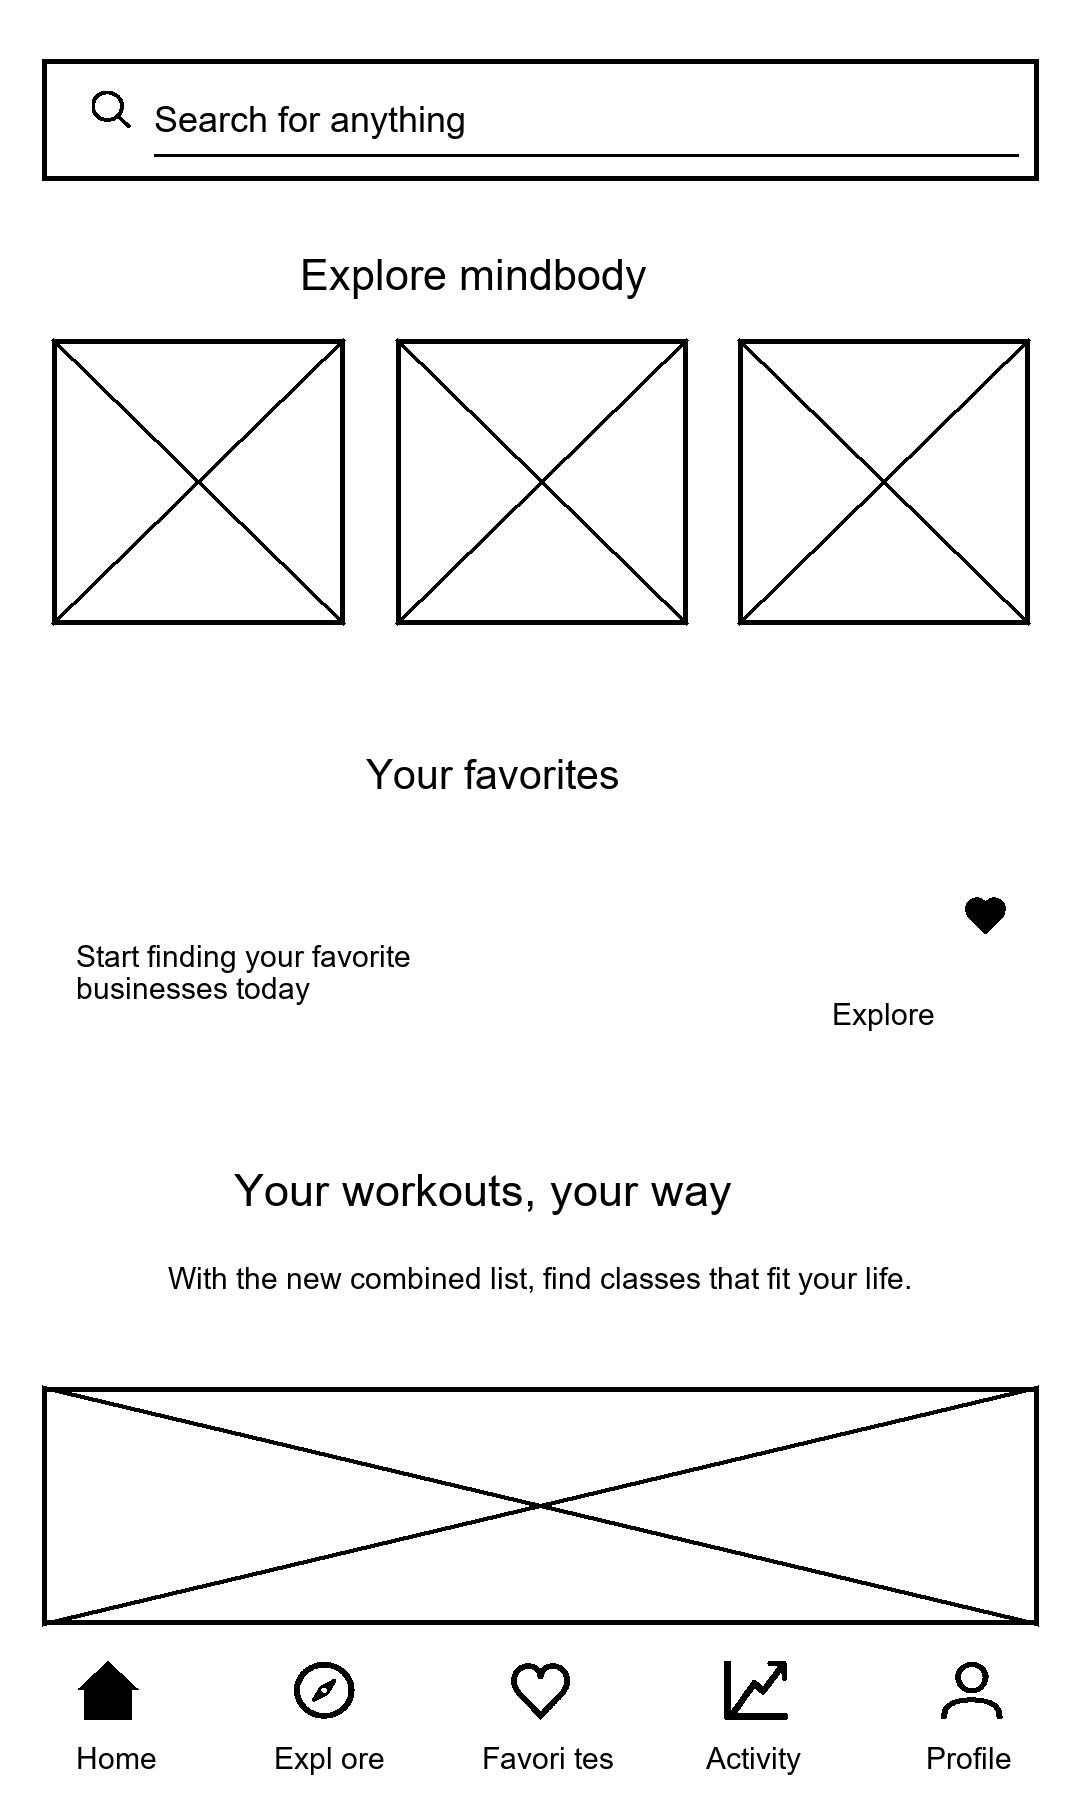 Search for anything
Explore mindbody
Your favorites
Start finding your favorite
businesses today
Explore
Your workouts, your way
With the new combined list, find classes that fit your life.
Home
Expl ore
Favori tes
Activity
Profile